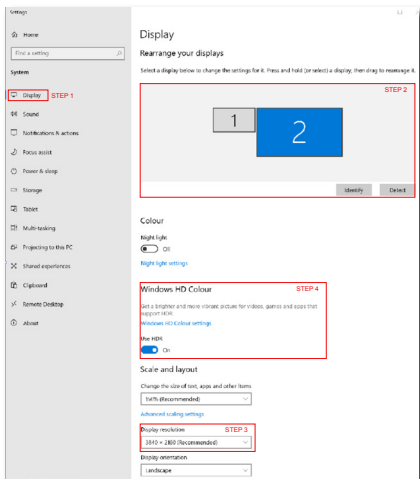 Settings
Home
Find a setting
System
Display
STEP 1
Sound
Notifications & actions
Focus assist
Power & sleep
Storage
Tablet
Multi-tasking
Projecting to this PC
Shared experiences
Clipboard
Remote Desktop
About
Display
Rearrange your displays
Select a display below to change the settings for it. Press and hold (or select) a display, then drag to rearrange it.
STEP 2
1
2
Identify
Detect
Colour
Night light
Off
Night light settings
Windows HD Colour
STEP 4
Get a brighter and more vibrant picture for videos, games and apps that
support HDR
Windows HD Colour settings
Use HDR
On
Scale and layout
Change the size of text, apps and other items
(Recommended)
Advanced scaling settings
Display resolution
STEP 3
3840 × 2160 (Recommended)
Display orientation
Landscape